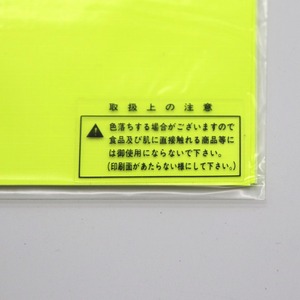 取扱上の注意
色落ちする場合がございますので
食品及び肌に直接触れる商品等に
は御使用にならないで下さい。
(印刷面があたらない様にして下さい。)